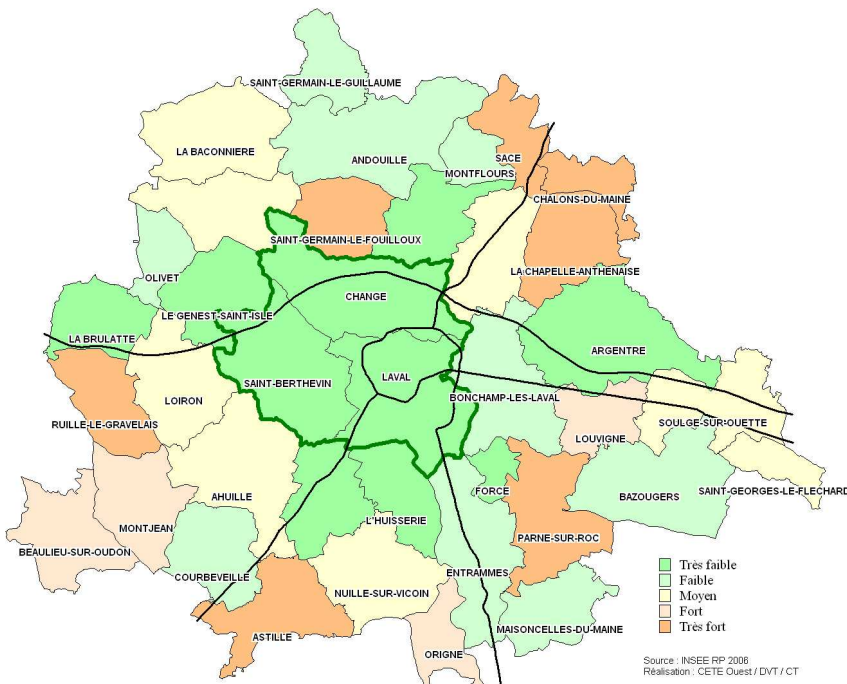 SAINT-GERMAIN-LE-GUILLAUME
LA BACONNIERE
ANDOUILLE
SACE
MONTFLOURS
CHALONS-DU-MAINE
SAINT-GERMAIN-LE-FOUILLOUX
LA CHAPELLE-ANTHENAISE
OLIVET
CHANGE
LE GENEST-SAINT-ISLE
LA BRULATTE
ARGENTRE
SAINT-BERTHEVIN
LAVAL
LOIRON
BONCHAMP-LES-LAVAL
RUILLE-LE-GRAVELAIS
SOULGE-SUR-OUETTE
LOUVIGNE
AHUILLE
FORCE
BAZOUGERS
SAINT-GEORGES-LE-FLECHARD
L'HUISSERIE
MONTJEAN
PARNE-SUR-ROC
BEAULIEU-SUR-OUDON
COURBEVEILLE
ENTRAMMES
NUILLE-SUR-VICOIN
MAISONCELLES-DU-MAINE
ASTILLE
ORIGNE
Très faible
Faible
Moyen
Fort
Très fort
Source : INSEE RP 2006
Réalisation : CETE Ouest / DVT / CT